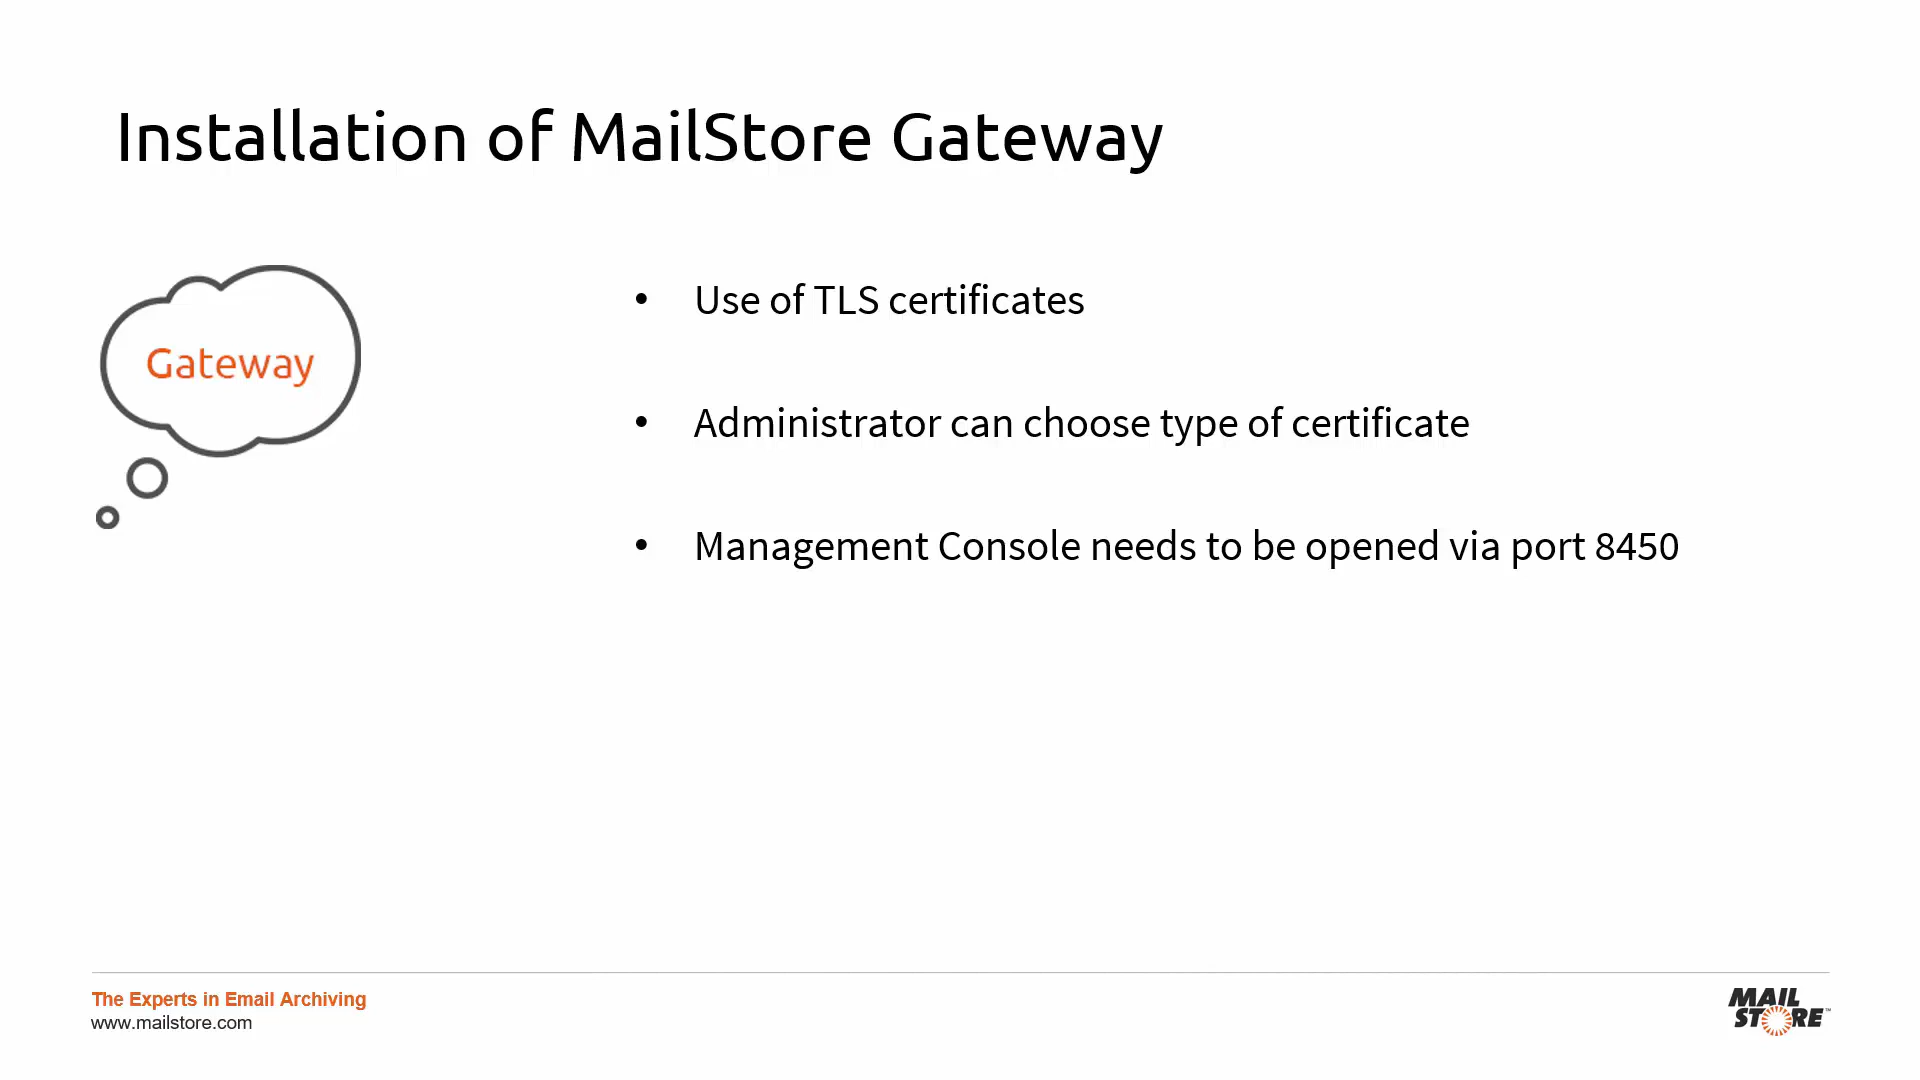 Installation of MailStore Gateway
Gateway
• Use of TLS certificates
• Administrator can choose type of certificate
• Management Console needs to be opened via port 8450
The Experts in Email Archiving
www.mailstore.com
MAIL
STORE™